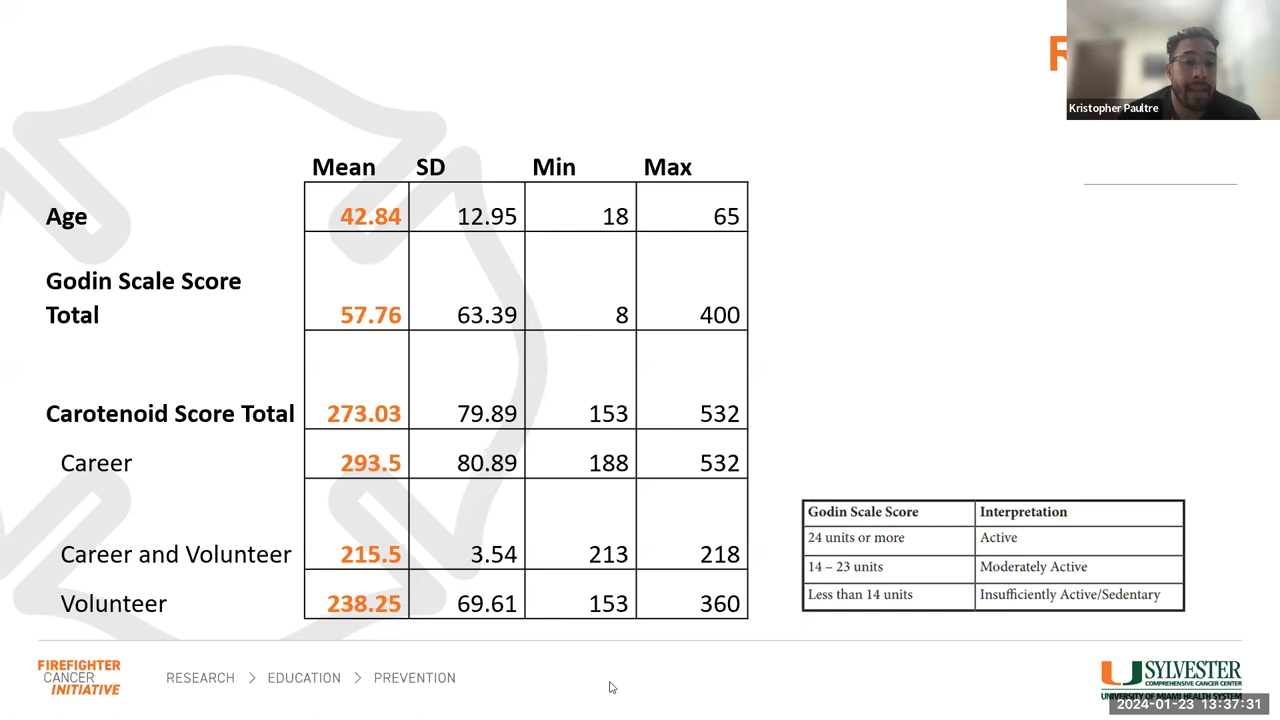 R
Kristopher Paultre
Mean SD Min Max
Age 42.84 12.95 18 65
Godin Scale Score
Total 57.76 63.39 8 400
Carotenoid Score Total 273.03 79.89 153 532
Career 293.5 80.89 188 532
Career and Volunteer 215.5 3.54 213 218
Volunteer 238.25 69.61 153 360
Godin Scale Score Interpretation
24 units or more Active
14 – 23 units Moderately Active
Less than 14 units Insufficiently Active/Sedentary
FIREFIGHTER
CANCER
INITIATIVE
RESEARCH > EDUCATION > PREVENTION
SYLVESTER
COMPREHENSIVE CANCER CENTER
UNIVERSITY OF MIAMI HEALTH SYSTEM
2024-01-23 13:37:31